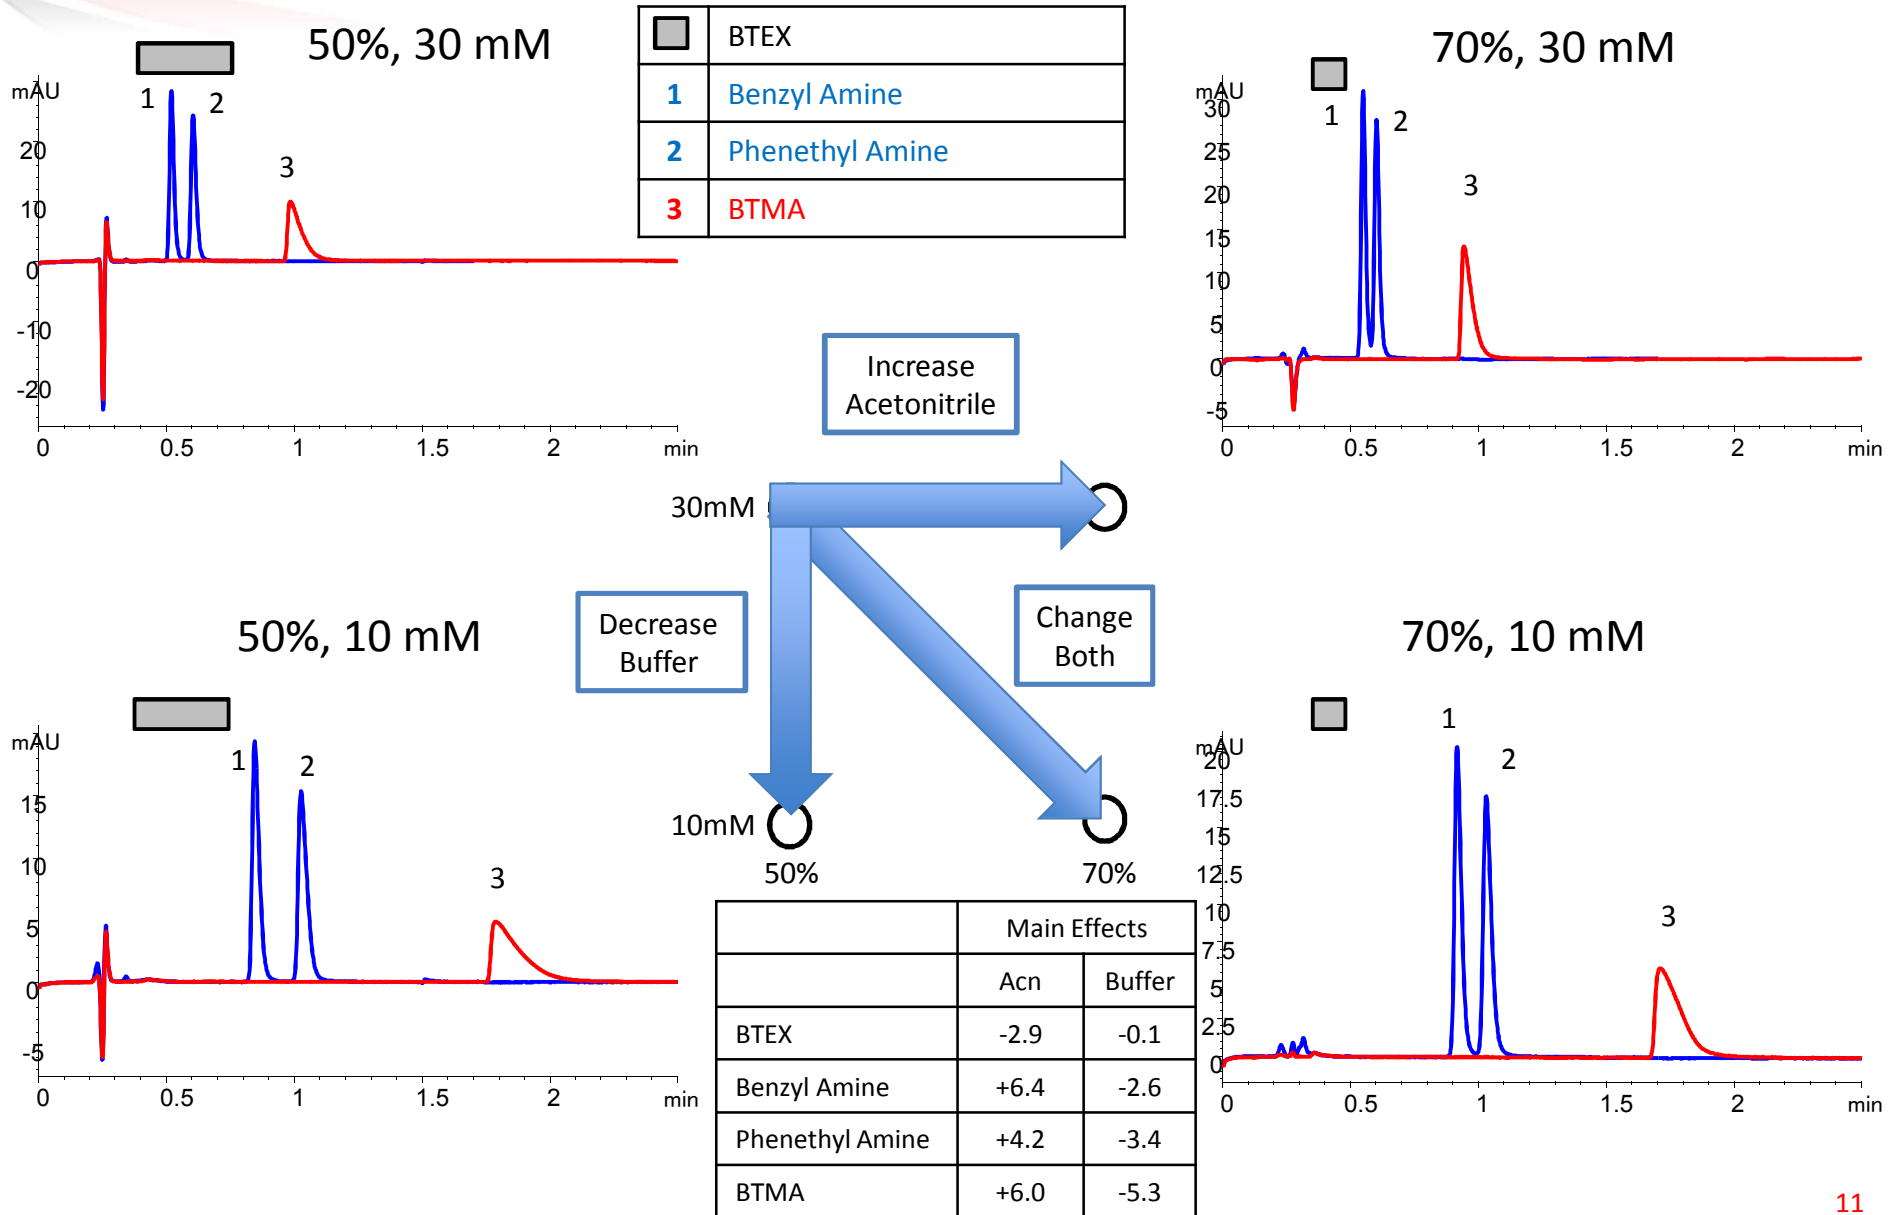 50%, 30 mM
mAU
1
2
3
20
10
0
-10
-20
0 0.5 1 1.5 2 min
BTEX
1 Benzyl Amine
2 Phenethyl Amine
3 BTMA
70%, 30 mM
mAU
1
2
3
30
25
20
15
10
5
0
-5
0 0.5 1 1.5 2 min
Increase
Acetonitrile
30mM
Decrease
Buffer
Change
Both
10mM
50% 70%
50%, 10 mM
mAU
1
2
3
15
10
5
0
-5
0 0.5 1 1.5 2 min
70%, 10 mM
mAU
1
2
3
20
17.5
15
12.5
10
7.5
5
2.5
0
0 0.5 1 1.5 2 min
Main Effects
Acn Buffer
BTEX -2.9 -0.1
Benzyl Amine +6.4 -2.6
Phenethyl Amine +4.2 -3.4
BTMA +6.0 -5.3
11